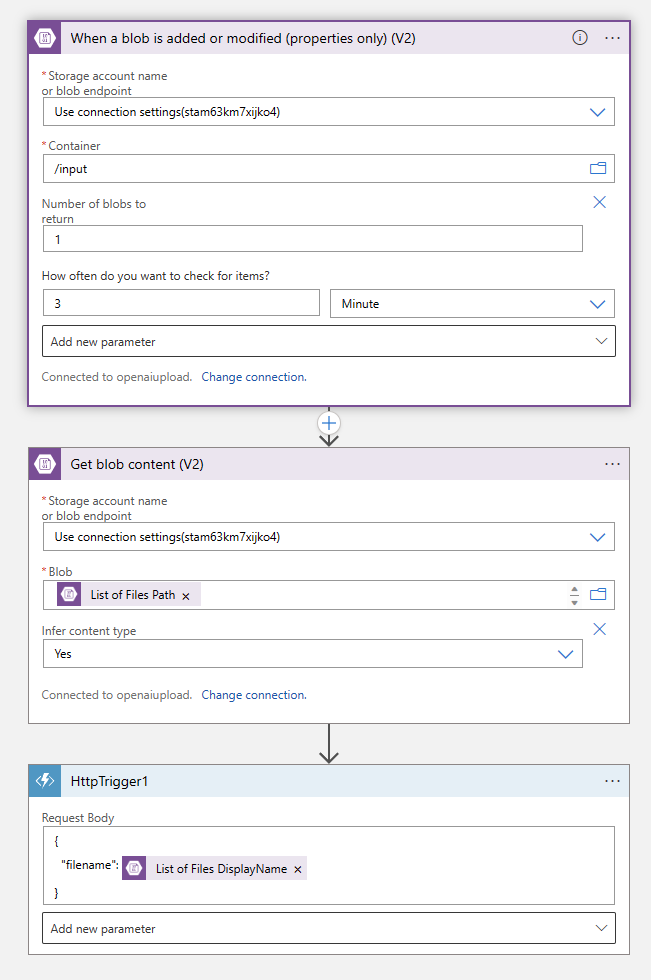 When a blob is added or modified (properties only) (V2)
* Storage account name
or blob endpoint
Use connection settings(stam63km7xijko4)
* Container
/input
Number of blobs to
return
1
How often do you want to check for items?
3
Minute
Add new parameter
Connected to openaiupload. Change connection.
Get blob content (V2)
* Storage account name
or blob endpoint
Use connection settings(stam63km7xijko4)
* Blob
List of Files Path ×
Infer content type
Yes
Connected to openaiupload. Change connection.
HttpTrigger1
Request Body
{
"filename": List of Files DisplayName ×
}
Add new parameter